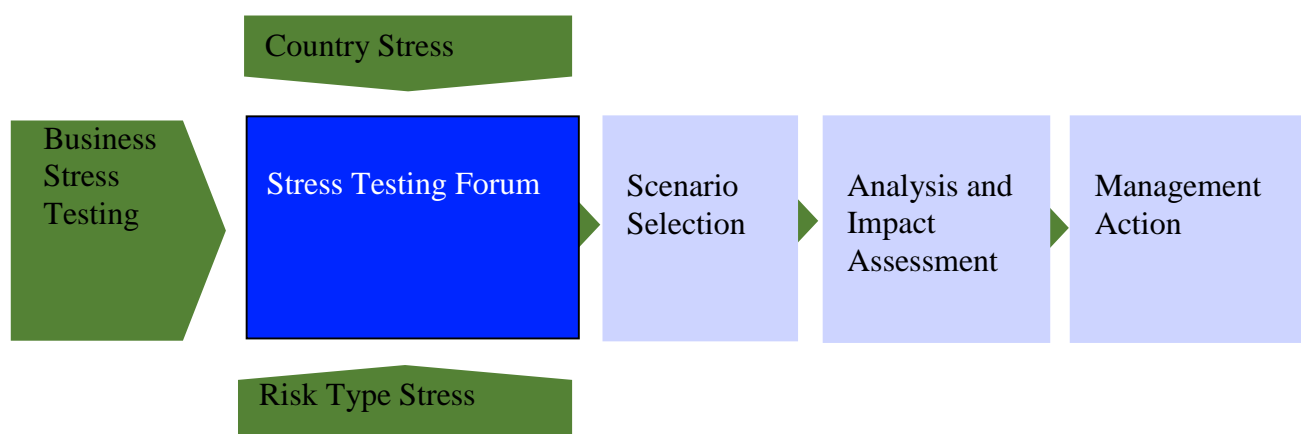 Country Stress
Business
Stress
Testing
Stress Testing Forum
Scenario
Selection
Analysis and
Impact
Assessment
Management
Action
Risk Type Stress